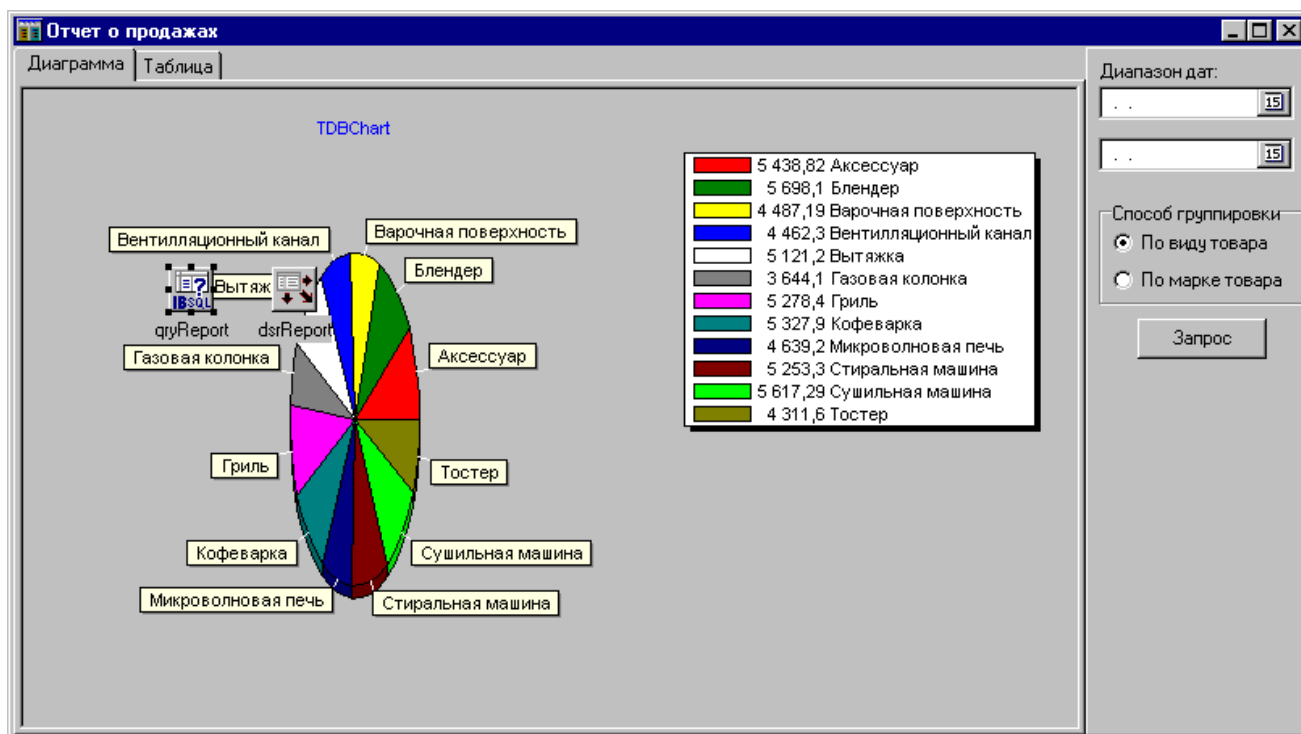 Отчет о продажах
Диаграмма
Таблица
TDBChart
Вентилляционный канал
Варочная поверхность
Блендер
IBSQL
Вытяж
qryReport
dsrReport
Газовая колонка
Аксессуар
Гриль
Тостер
Кофеварка
Сушильная машина
Микроволновая печь
Стиральная машина
5 438,82 Аксессуар
5 698,1 Блендер
4 487,19 Варочная поверхность
4 462,3 Вентилляционный канал
5 121,2 Вытяжка
3 644,1 Газовая колонка
5 278,4 Гриль
5 327,9 Кофеварка
4 639,2 Микроволновая печь
5 253,3 Стиральная машина
5 617,29 Сушильная машина
4 311,6 Тостер
Диапазон дат:
. . 15
. . 15
Способ группировки
По виду товара
По марке товара
Запрос